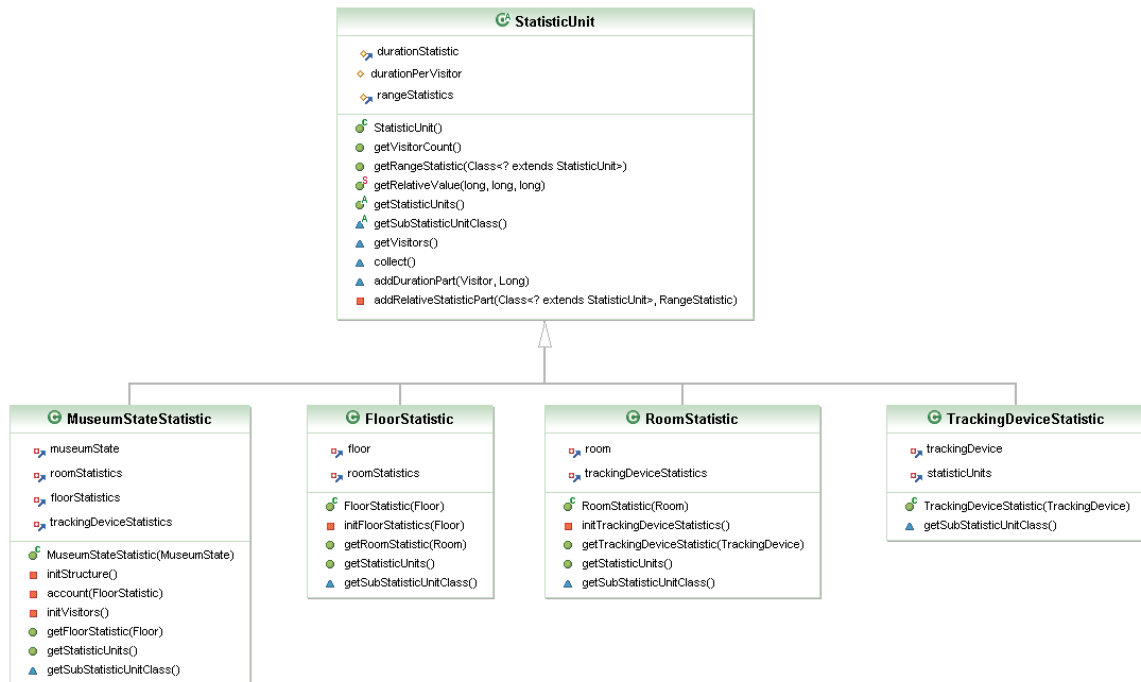 StatisticUnit
durationStatistic
durationPerVisitor
rangeStatistics
StatisticUnit()
getVisitorCount()
getRangeStatistic(Class<? extends StatisticUnit>)
getRelativeValue(long, long, long)
getStatisticUnits()
getSubStatisticUnitClass()
getVisitors()
collect()
addDurationPart(Visitor, Long)
addRelativeStatisticPart(Class<? extends StatisticUnit>, RangeStatistic)
MuseumStateStatistic
museumState
roomStatistics
floorStatistics
trackingDeviceStatistics
MuseumStateStatistic(MuseumState)
initStructure()
account(FloorStatistic)
initVisitors()
getFloorStatistic(Floor)
getStatisticUnits()
getSubStatisticUnitClass()
FloorStatistic
floor
roomStatistics
FloorStatistic(Floor)
initFloorStatistics(Floor)
getRoomStatistic(Room)
getStatisticUnits()
getSubStatisticUnitClass()
RoomStatistic
room
trackingDeviceStatistics
RoomStatistic(Room)
initTrackingDeviceStatistics()
getTrackingDeviceStatistic(TrackingDevice)
getStatisticUnits()
getSubStatisticUnitClass()
TrackingDeviceStatistic
trackingDevice
statisticUnits
TrackingDeviceStatistic(TrackingDevice)
getSubStatisticUnitClass()